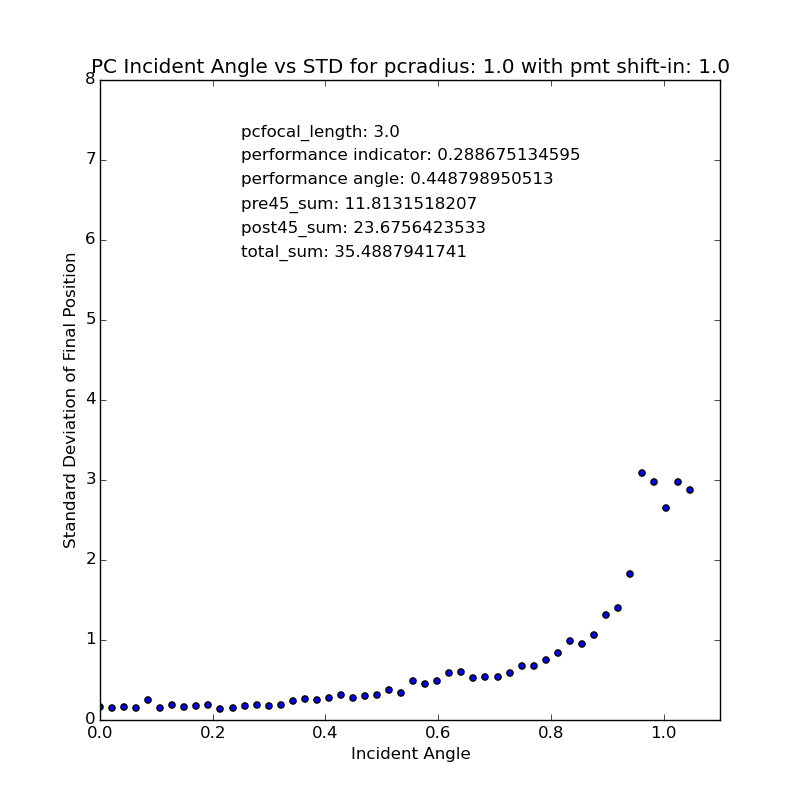 PC Incident Angle vs STD for pcradius: 1.0 with pmt shift-in: 1.0
8
pcfocal_length: 3.0
7
performance indicator: 0.288675134595
performance angle: 0.448798950513
pre45_sum: 11.8131518207
post45_sum: 23.6756423533
6
total_sum: 35.4887941741
Standard Deviation of Final Position
5
4
3
2
1
0
0.0 0.2 0.4 0.6 0.8 1.0
Incident Angle